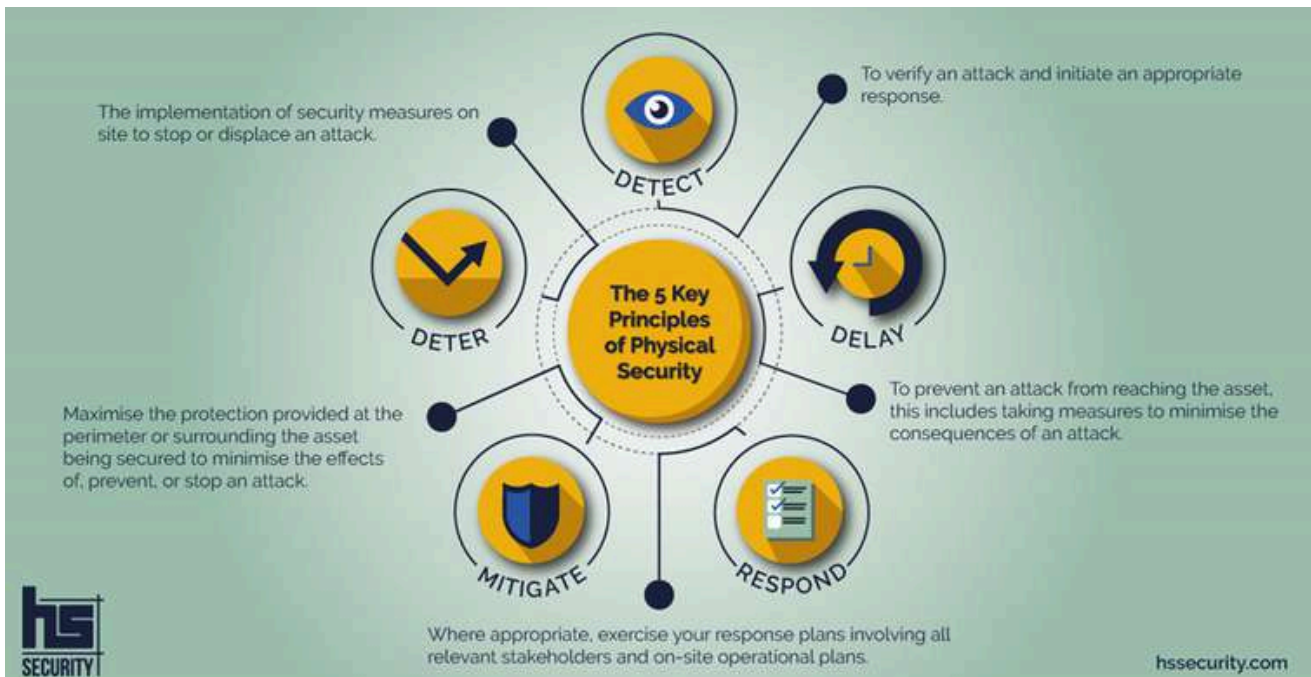 To verify an attack and initiate an appropriate
response.
The implementation of security measures on
site to stop or displace an attack.
DETECT
DETER
The 5 Key
Principles
of Physical
Security
DELAY
Maximise the protection provided at the
perimeter or surrounding the asset
being secured to minimise the effects
of, prevent, or stop an attack.
To prevent an attack from reaching the asset,
this includes taking measures to minimise the
consequences of an attack.
MITIGATE
RESPOND
Where appropriate, exercise your response plans involving all
relevant stakeholders and on-site operational plans.
hs
SECURITY
hssecurity.com